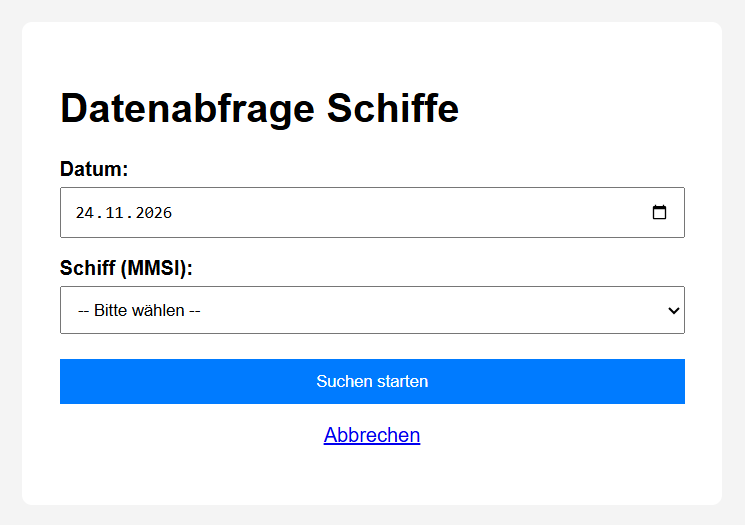 Datenabfrage Schiffe
Datum:
24.11.2026
Schiff (MMSI):
-- Bitte wählen --
Suchen starten
Abbrechen